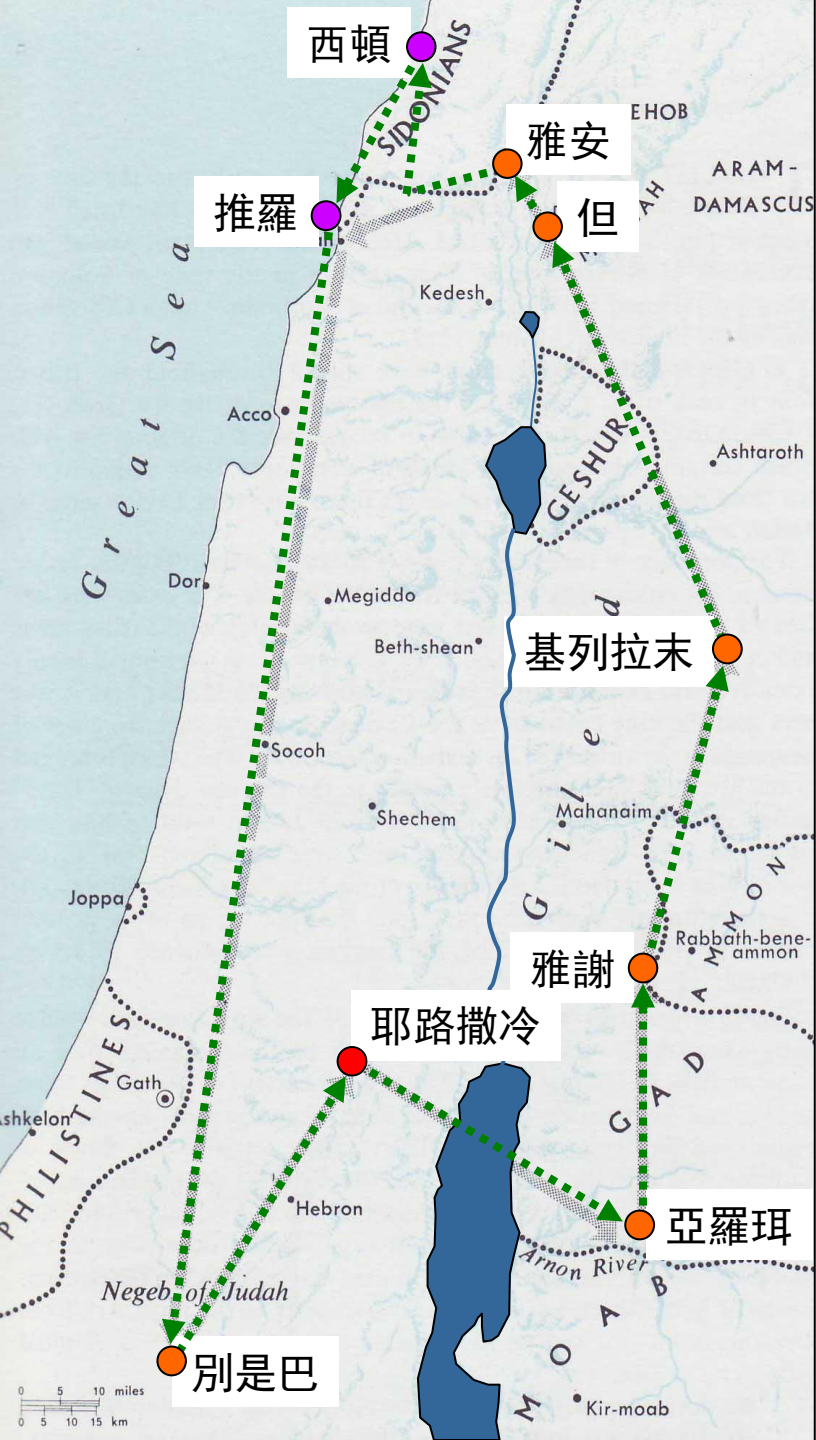 西頓
SIDONIANS
EHOB
雅安
ARAM-
DAMASCUS
但
AH
推羅
Kedesh
Great Sea
Acco
GESHUR
Ashtaroth
Dor
Megiddo
Beth-shean
基列拉末
Gilead
Socoh
Shechem
Mahanaim
AMMON
Joppa
Rabbath-bene-
ammon
雅謝
耶路撒冷
GAD
PHILISTINES
Gath
shkelon
Hebron
亞羅珥
Arnon River
Negeb of Judah
MOAB
別是巴
Kir-moab
0 5 10 miles
0 5 10 15 km